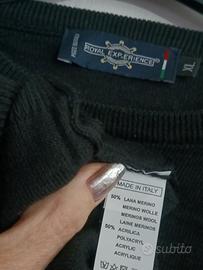 ROYAL EXPERIENCE
XL
MADE IN ITALY
50% LANA MERINO
MERINO WOLLE
MERINOS WOOL
LAINE MERINOS
50% ACRILICA
POLYACRYL
ACRYLIC
ACRYLIQUE
subito